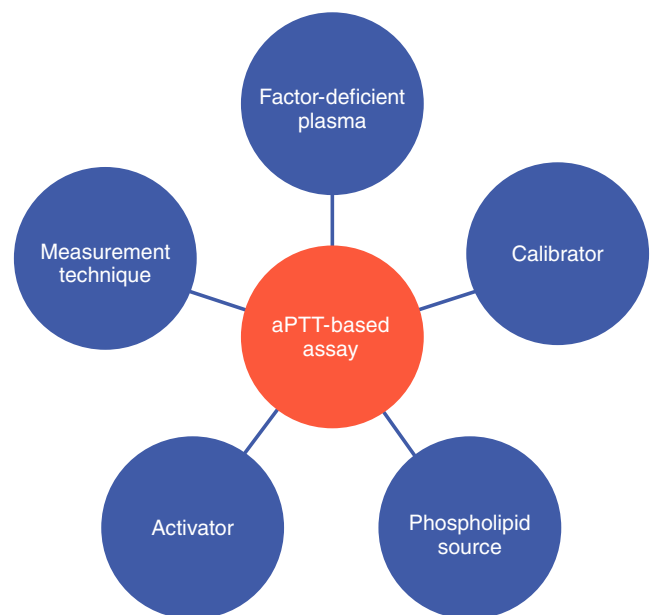 Factor-deficient
plasma
Measurement
technique
Calibrator
aPTT-based
assay
Activator
Phospholipid
source